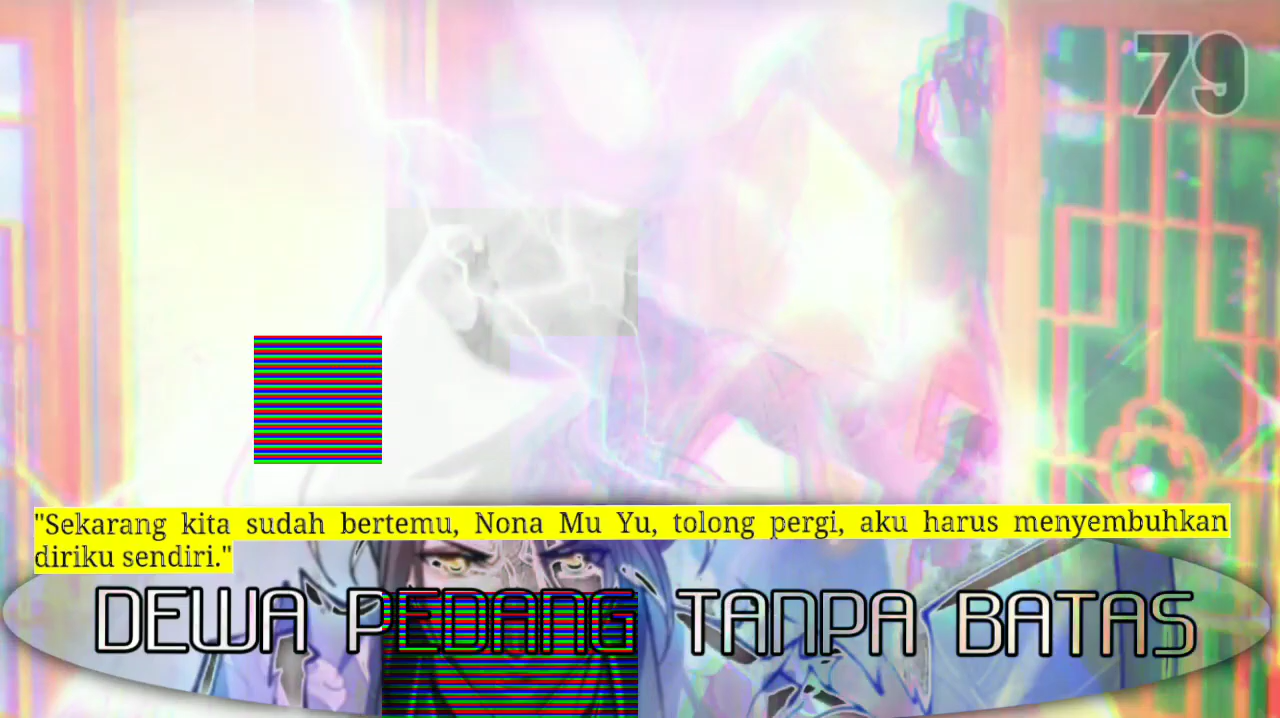 79
"Sekarang kita sudah bertemu, Nona Mu Yu, tolong pergi, aku harus menyembuhkan
diriku sendiri."
DEWA PEDANG TANPA BATAS